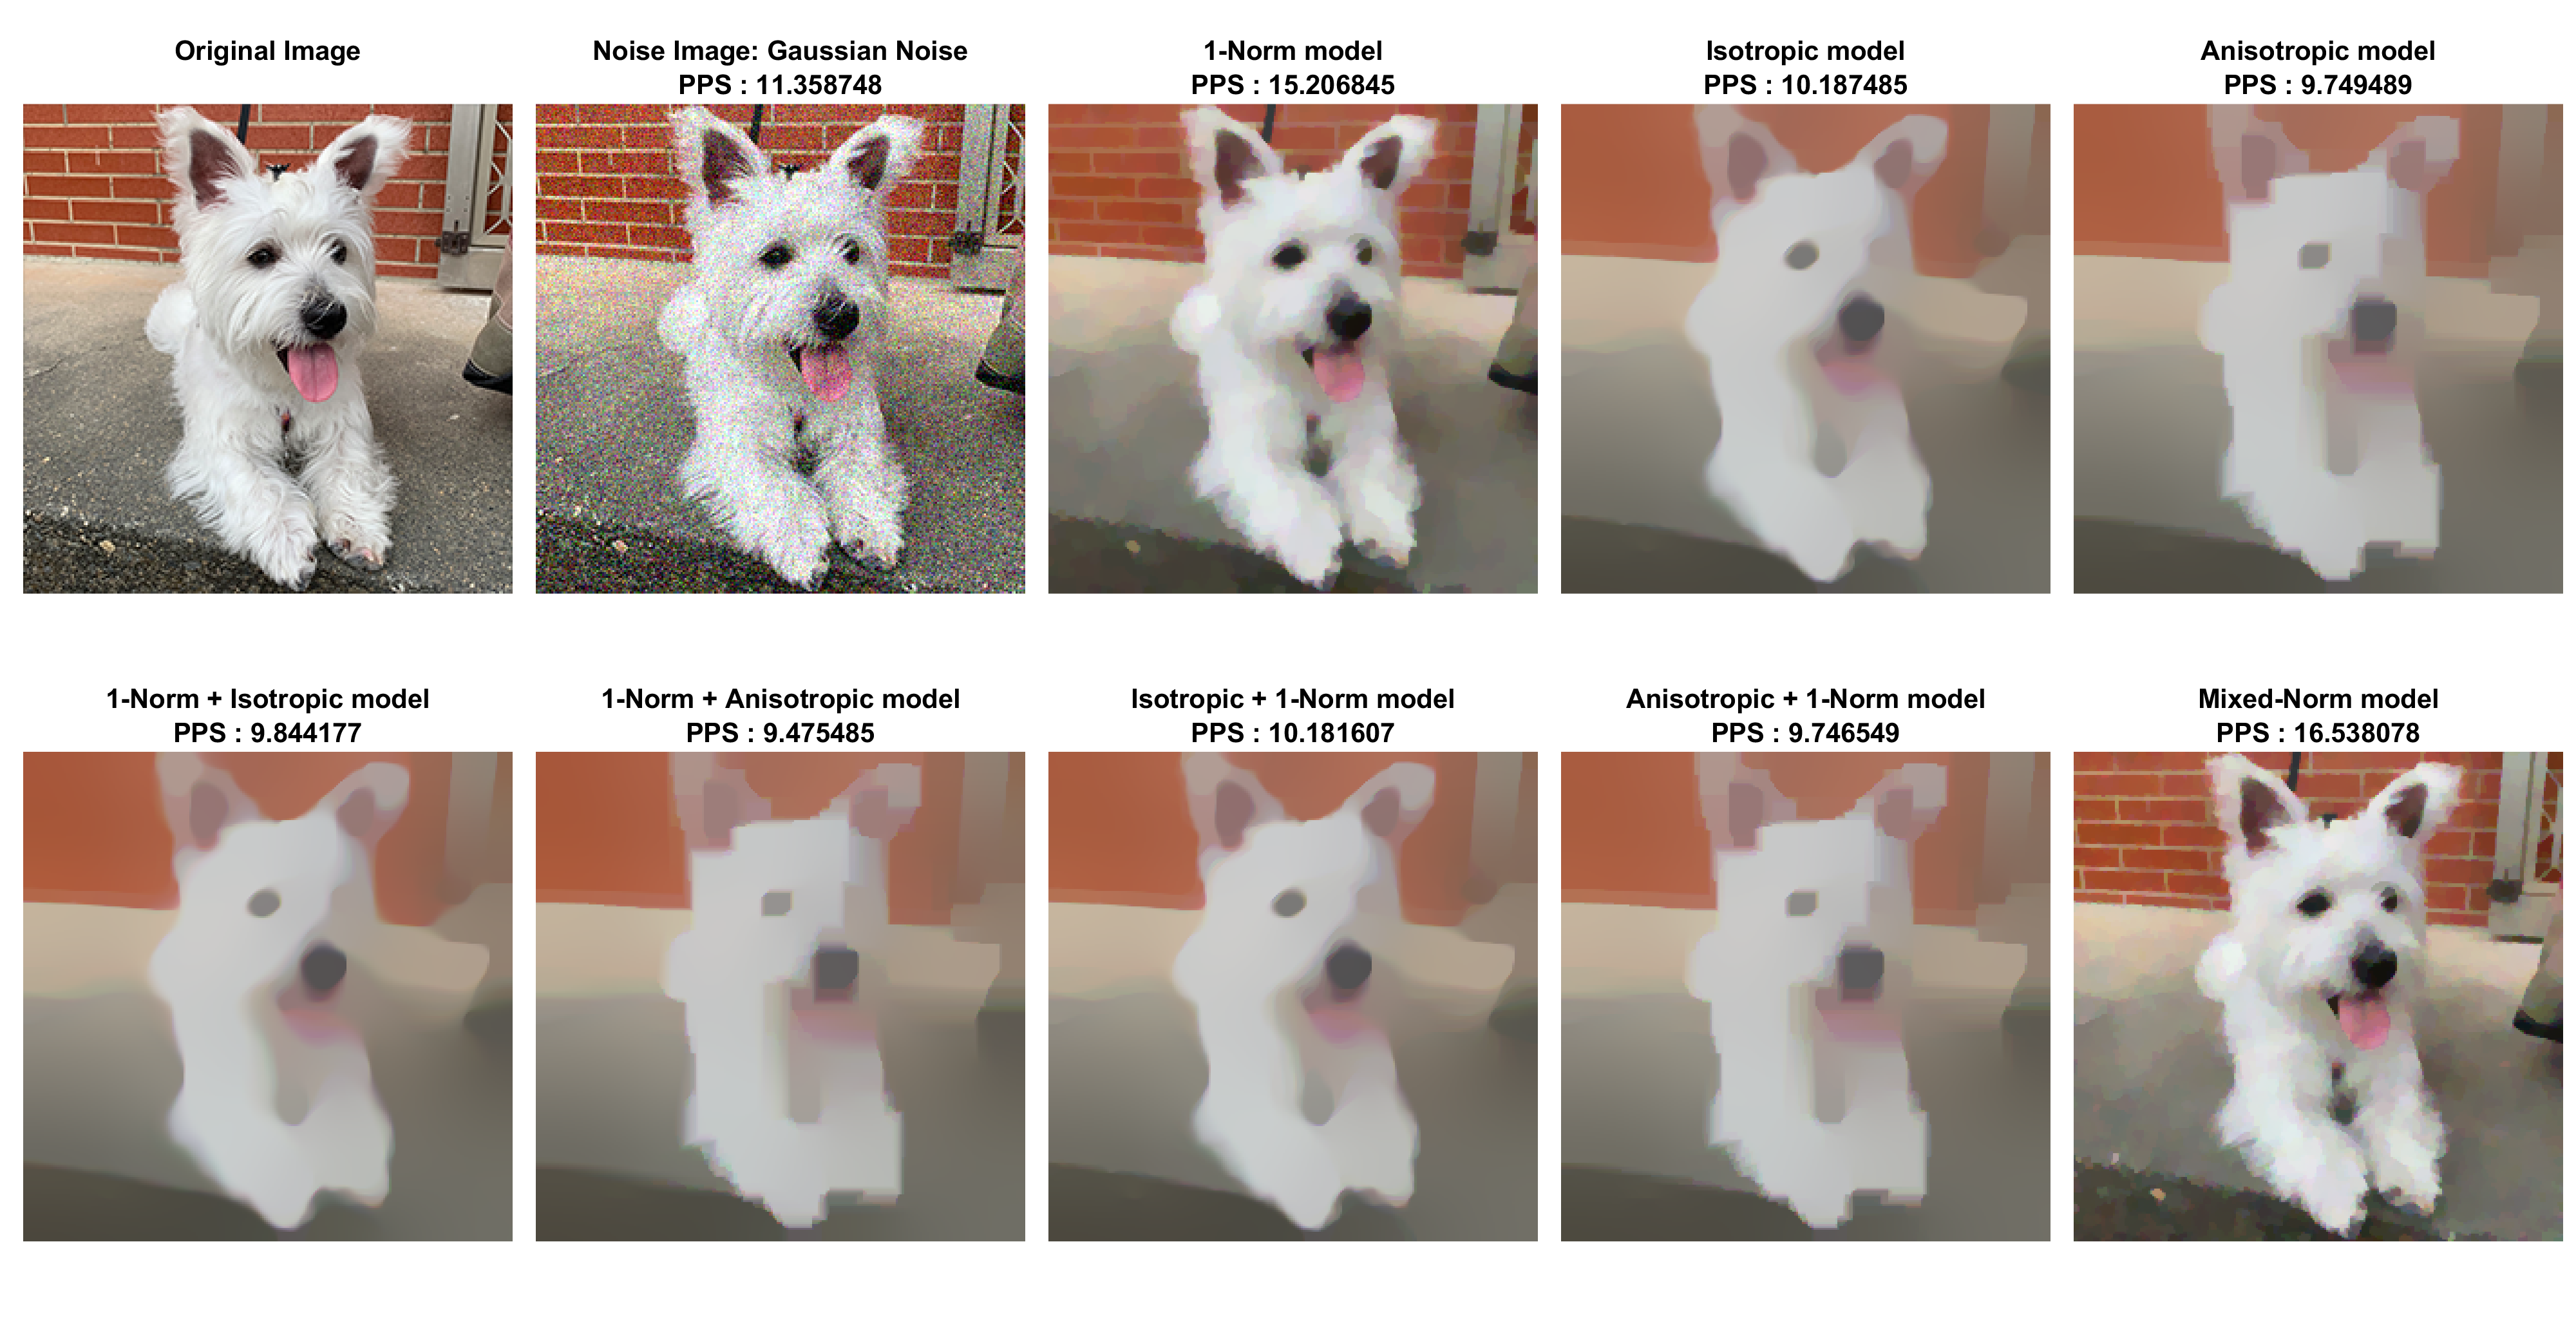 Original Image
Noise Image: Gaussian Noise
PPS : 11.358748
1-Norm model
PPS : 15.206845
Isotropic model
PPS : 10.187485
Anisotropic model
PPS : 9.749489
1-Norm + Isotropic model
PPS : 9.844177
1-Norm + Anisotropic model
PPS : 9.475485
Isotropic + 1-Norm model
PPS : 10.181607
Anisotropic + 1-Norm model
PPS : 9.746549
Mixed-Norm model
PPS : 16.538078